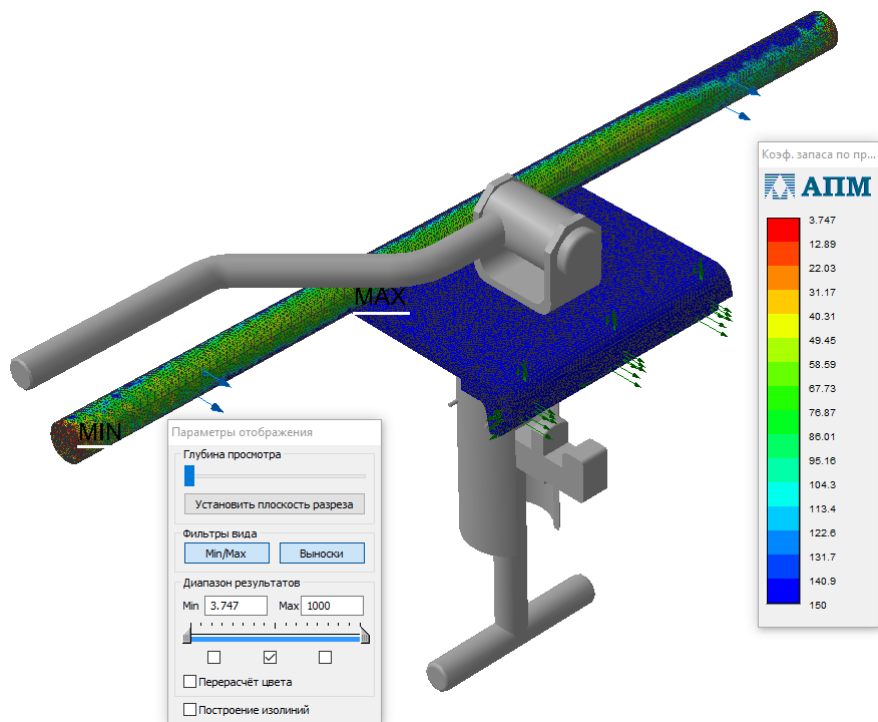 MAX
MIN
Параметры отображения
Глубина просмотра
Установить плоскость разреза
Фильтры вида
Min/Max
Выноски
Диапазон результатов
Min 3.747 Max 1000
Перерасчёт цвета
Построение изолиний
Коэф. запаса по пр...
АПМ
3.747
12.89
22.03
31.17
40.31
49.45
58.59
67.73
76.87
86.01
95.16
104.3
113.4
122.6
131.7
140.9
150